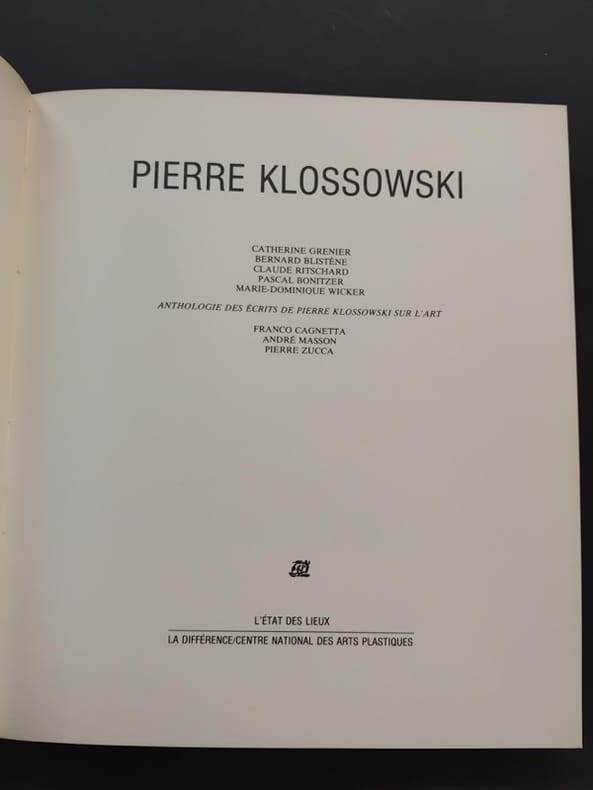 PIERRE KLOSSOWSKI
CATHERINE GRENIER
BERNARD BLISTÈNE
CLAUDE RITSCHARD
PASCAL BONITZER
MARIE-DOMINIQUE WICKER
ANTHOLOGIE DES ÉCRITS DE PIERRE KLOSSOWSKI SUR L'ART
FRANCO CAGNETTA
ANDRÉ MASSON
PIERRE ZUCCA
L'ÉTAT DES LIEUX
LA DIFFÉRENCE/CENTRE NATIONAL DES ARTS PLASTIQUES